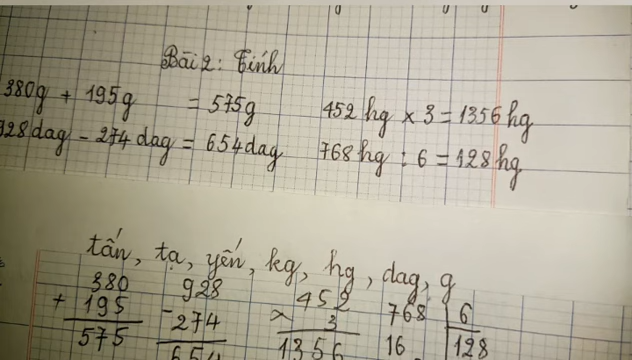 Bài 2: Tính
380g + 195g = 575g 452 hg × 3 = 1356 hg
928 dag - 274 dag = 654 dag 768 hg : 6 = 128 hg
tấn, tạ, yến, kg, hg, dag, g
380 928 452 768 6
+ 195 - 274 × 3 16 128
575 654 1356